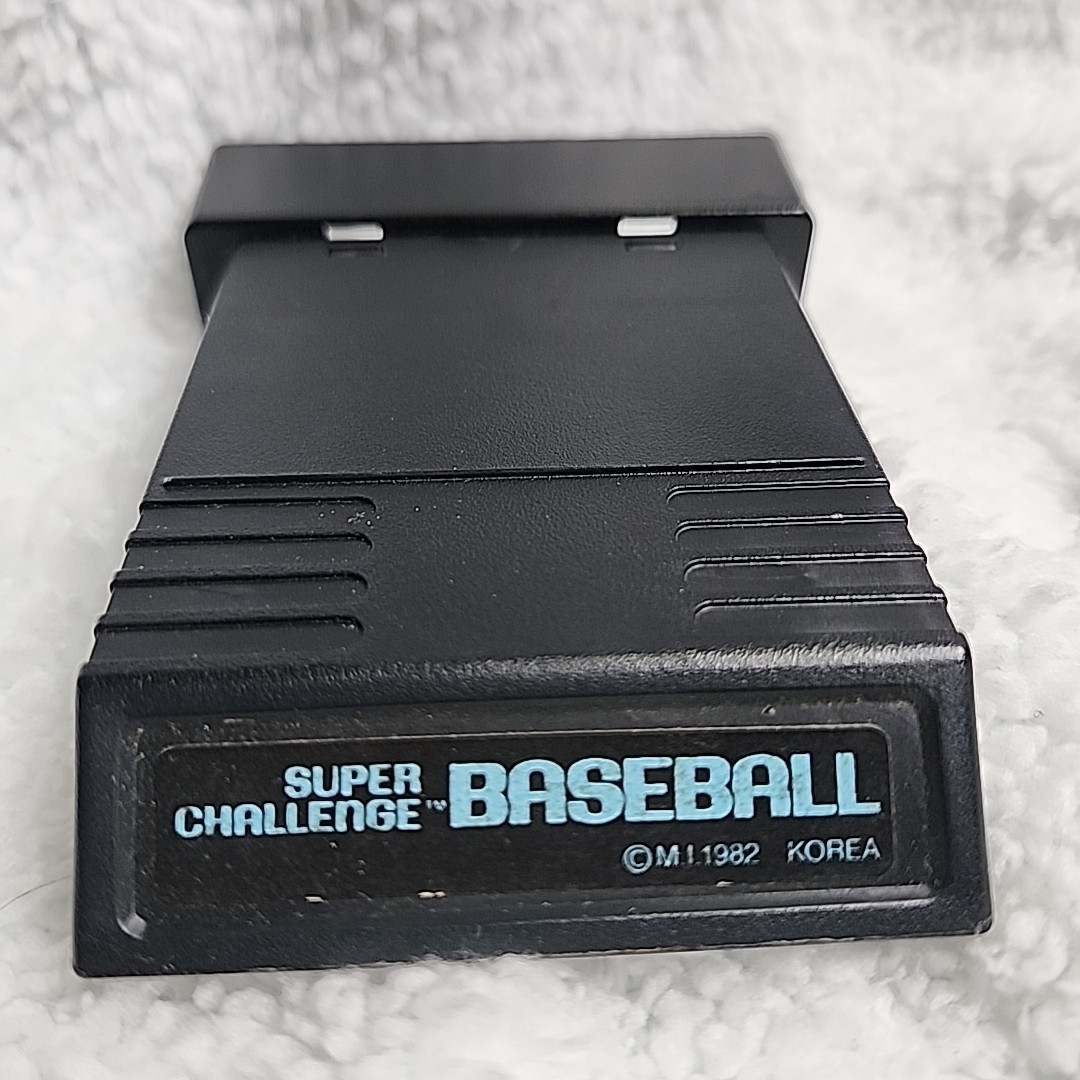 SUPER
CHALLENGE™ BASEBALL
© M.I. 1982 KOREA